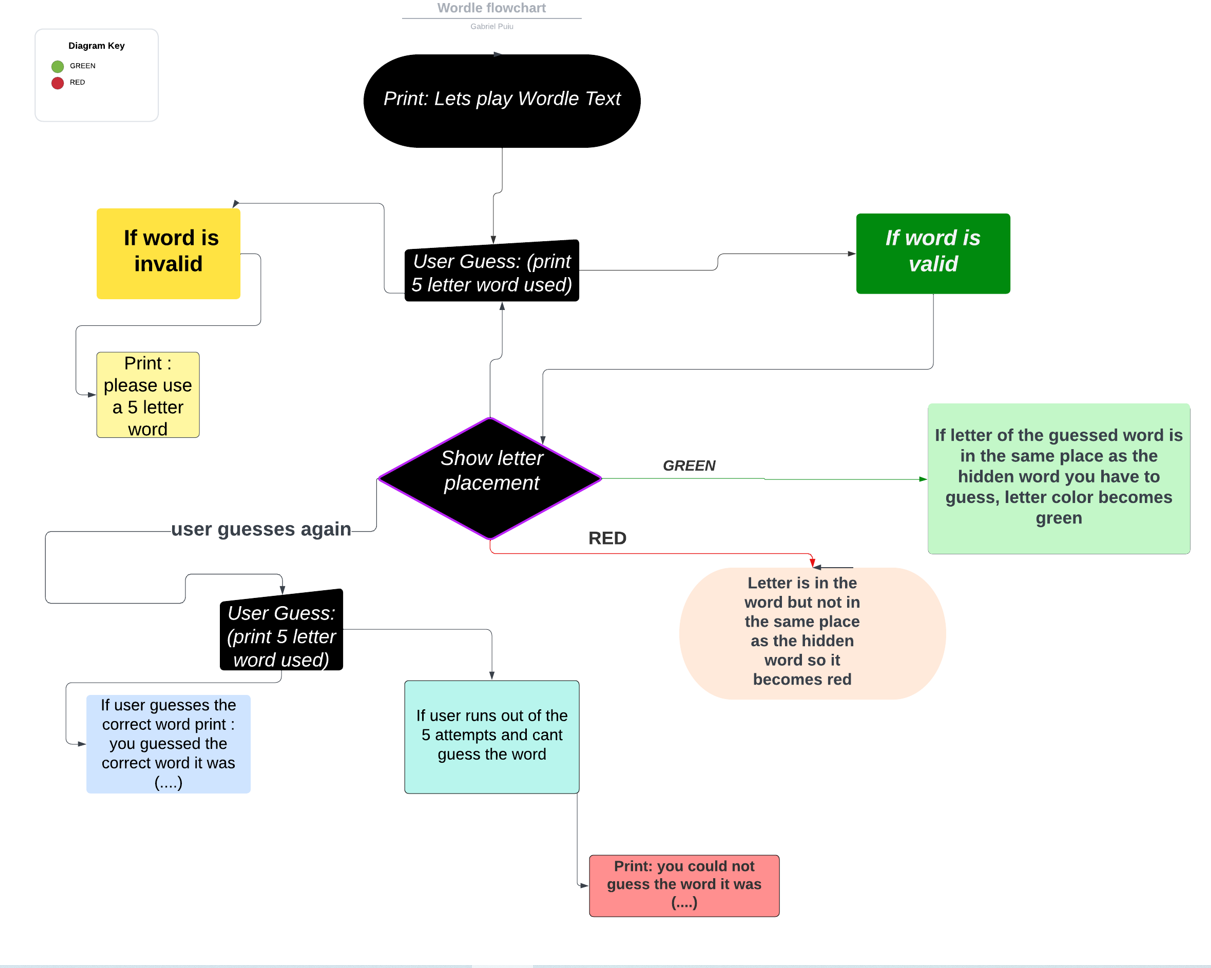 Wordle flowchart
Gabriel Puiu
Diagram Key
GREEN
RED
Print: Lets play Wordle Text
If word is
invalid
User Guess: (print
5 letter word used)
If word is
valid
Print :
please use
a 5 letter
word
Show letter
placement
GREEN
If letter of the guessed word is
in the same place as the
hidden word you have to
guess, letter color becomes
green
user guesses again
RED
Letter is in the
word but not in
the same place
as the hidden
word so it
becomes red
User Guess:
(print 5 letter
word used)
If user guesses the
correct word print :
you guessed the
correct word it was
(....)
If user runs out of the
5 attempts and cant
guess the word
Print: you could not
guess the word it was
(....)